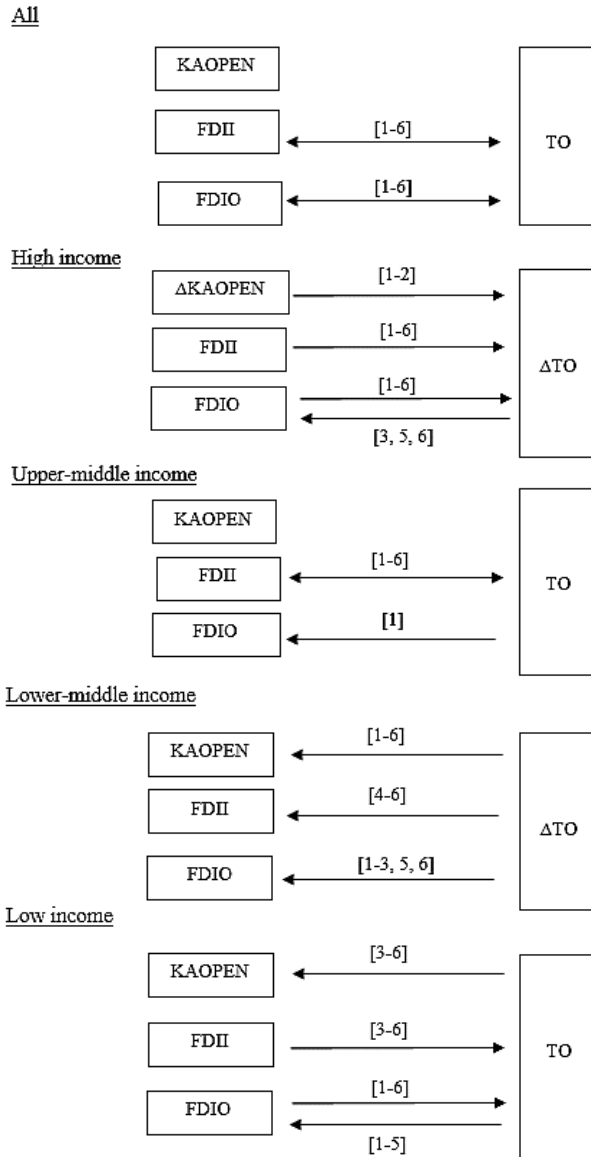 All
KAOPEN
FDII
[1-6]
TO
FDIO
[1-6]
High income
ΔKAOPEN
[1-2]
FDII
[1-6]
ΔTO
FDIO
[1-6]
[3, 5, 6]
Upper-middle income
KAOPEN
FDII
[1-6]
TO
FDIO
[1]
Lower-middle income
KAOPEN
[1-6]
FDII
[4-6]
ΔTO
FDIO
[1-3, 5, 6]
Low income
KAOPEN
[3-6]
FDII
[3-6]
TO
FDIO
[1-6]
[1-5]